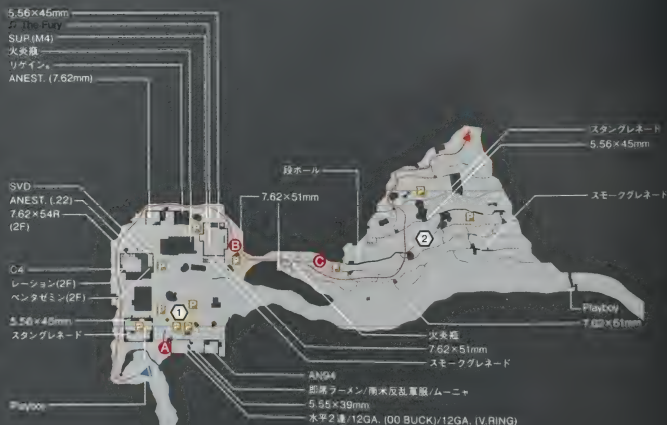 5.56×45mm
♫ The Fury
SUP.(M4)
火炎瓶
リゲイン。
ANEST. (7.62mm)
スタングレネード
5.56×45mm
段ボール
SVD
ANEST. (.22)
7.62×54R
(2F)
7.62×51mm
スモークグレネード
B
2
C
C4
レーション(2F)
ペンタゼミン(2F)
1
Playboy
7.62×51mm
5.56×45mm
スタングレネード
A
火炎瓶
7.62×51mm
スモークグレネード
AN94
即席ラーメン/南米反乱軍服/ムーニャ
5.55×39mm
Playboy
水平2連/12GA. (00 BUCK)/12GA. (V.RING)